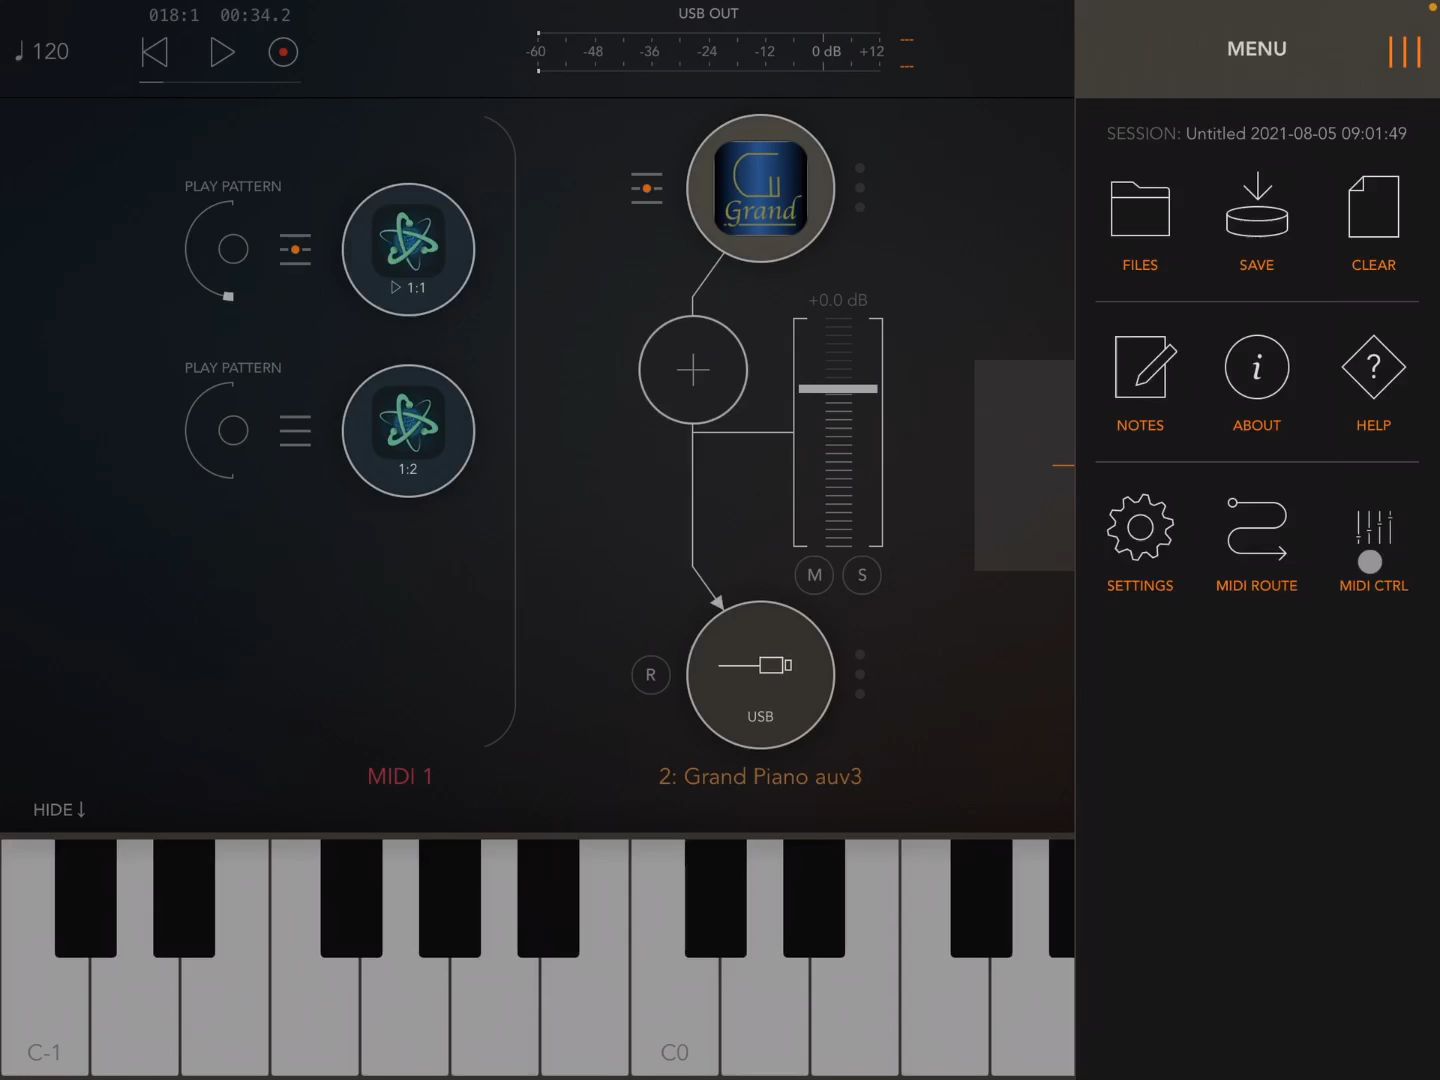 018:1 00:34.2
120
USB OUT
-60 -48 -36 -24 -12 0 dB +12
MENU
SESSION: Untitled 2021-08-05 09:01:49
FILES SAVE CLEAR
NOTES ABOUT HELP
SETTINGS MIDI ROUTE MIDI CTRL
PLAY PATTERN
1:1
PLAY PATTERN
1:2
Grand
+0.0 dB
M S
R
USB
MIDI 1
2: Grand Piano auv3
HIDE↓
C-1 C0